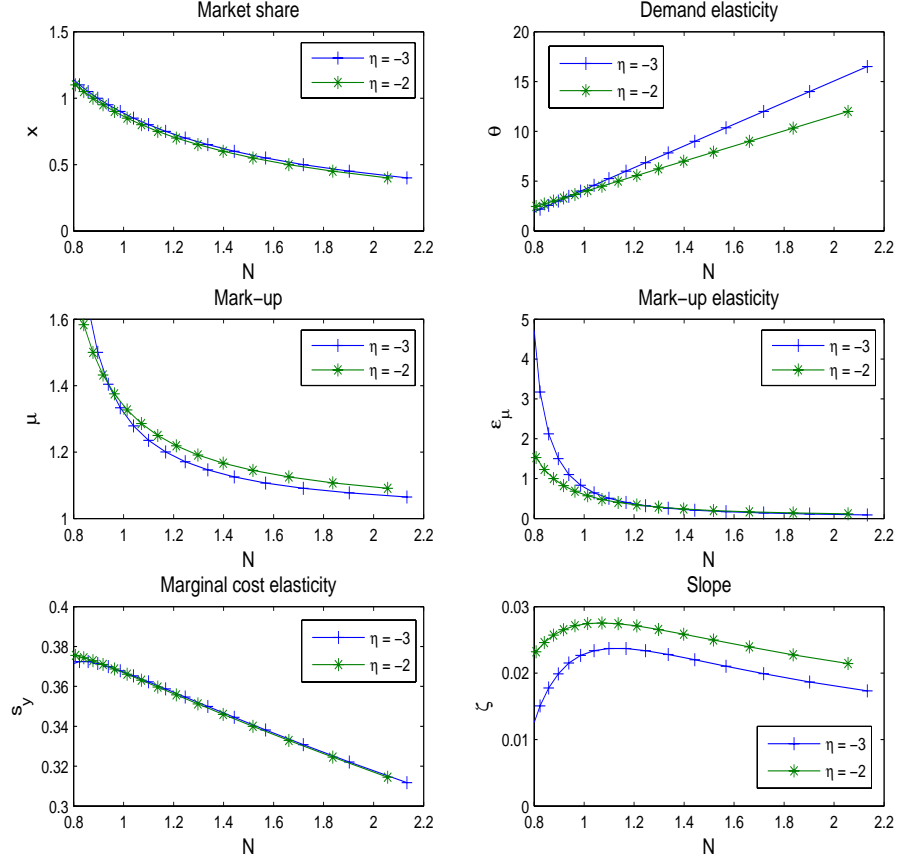 Market share
Demand elasticity
1.5
1
0.5
0
x
η = −3
η = −2
0.8 1 1.2 1.4 1.6 1.8 2 2.2
N
20
15
10
5
0
θ
η = −3
η = −2
0.8 1 1.2 1.4 1.6 1.8 2 2.2
N
Mark−up
Mark−up elasticity
1.6
1.4
1.2
1
μ
η = −3
η = −2
0.8 1 1.2 1.4 1.6 1.8 2 2.2
N
5
4
3
2
1
0
εμ
η = −3
η = −2
0.8 1 1.2 1.4 1.6 1.8 2 2.2
N
Marginal cost elasticity
Slope
0.4
0.38
0.36
0.34
0.32
0.3
sy
η = −3
η = −2
0.8 1 1.2 1.4 1.6 1.8 2 2.2
N
0.03
0.02
0.01
0
ζ
η = −3
η = −2
0.8 1 1.2 1.4 1.6 1.8 2 2.2
N